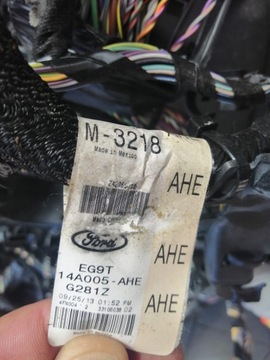 M-3218
Made in Mexico
AHE
Ford
AHE
EG9T
14A005-AHE
G281Z
AHE
09/25/13 01:52 PM